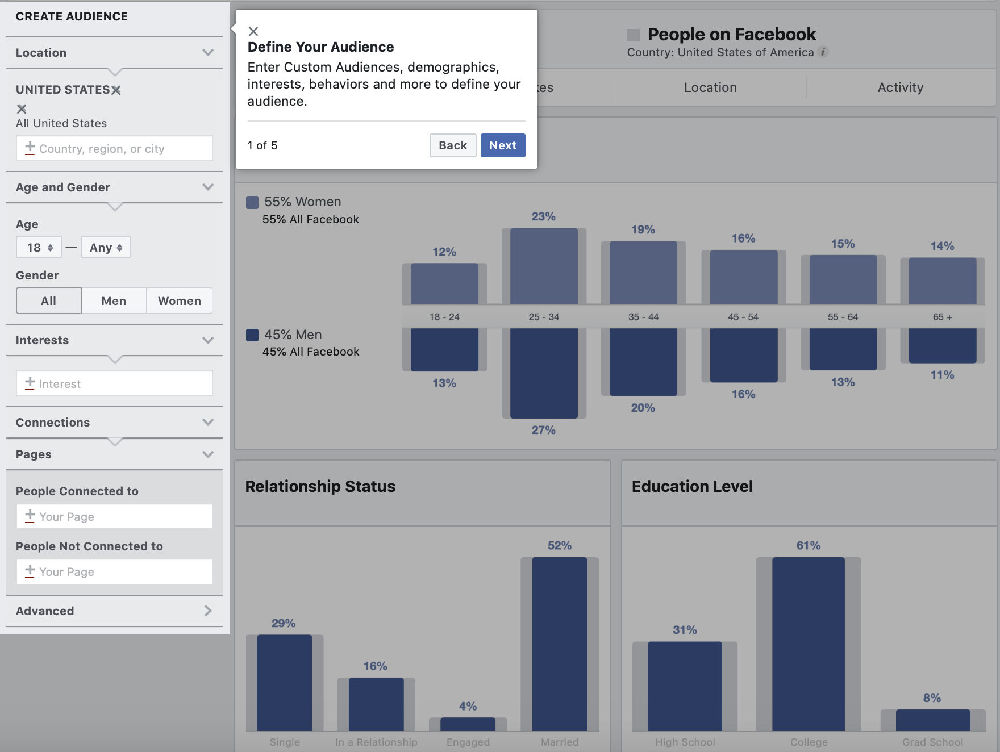 CREATE AUDIENCE
Location
UNITED STATES
All United States
Country, region, or city
Age and Gender
Age
18 — Any
Gender
All Men Women
Interests
Interest
Connections
Pages
People Connected to
Your Page
People Not Connected to
Your Page
Advanced
Define Your Audience
Enter Custom Audiences, demographics,
interests, behaviors and more to define your
audience.
1 of 5 Back Next
People on Facebook
Country: United States of America i
Location Activity
55% Women
55% All Facebook
12% 23% 19% 16% 15% 14%
18 - 24 25 - 34 35 - 44 45 - 54 55 - 64 65 +
45% Men
45% All Facebook
13% 27% 20% 16% 13% 11%
Relationship Status
29% 16% 4% 52%
Single In a Relationship Engaged Married
Education Level
31% 61% 8%
High School College Grad School